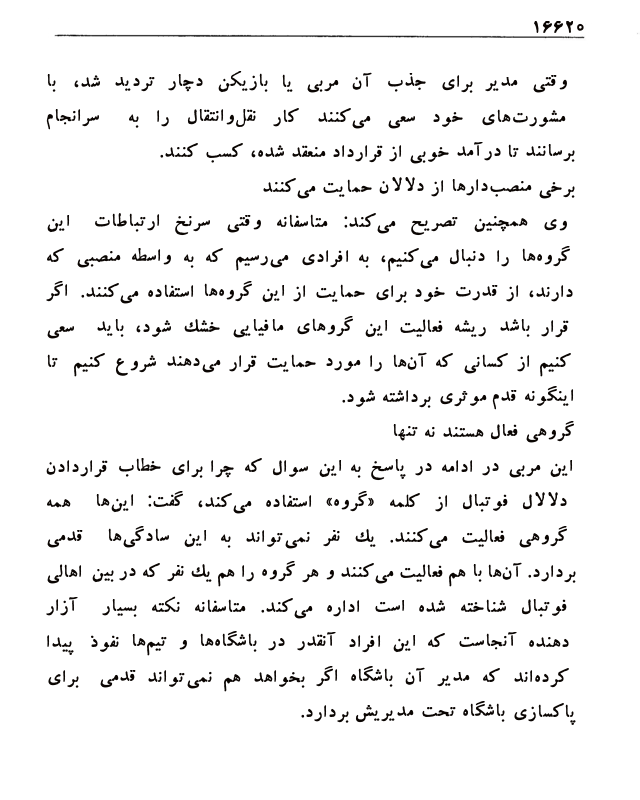 ۱۶۶۲۰
وقتی مدیر برای جذب آن مربی یا بازیکن دچار تردید شد، با
مشورت‌های خود سعی می‌کنند کار نقل‌وانتقال را به سرانجام
برسانند تا درآمد خوبی از قرارداد منعقد شده، کسب کنند.
برخی منصب‌دارها از دلالان حمایت می‌کنند
وی همچنین تصریح می‌کند: متاسفانه وقتی سرنخ ارتباطات این
گروه‌ها را دنبال می‌کنیم، به افرادی می‌رسیم که به واسطه منصبی که
دارند، از قدرت خود برای حمایت از این گروه‌ها استفاده می‌کنند. اگر
قرار باشد ریشه فعالیت این گروهای مافیایی خشك شود، باید سعی
کنیم از کسانی که آن‌ها را مورد حمایت قرار می‌دهند شروع کنیم تا
اینگونه قدم موثری برداشته شود.
گروهی فعال هستند نه تنها
این مربی در ادامه در پاسخ به این سوال که چرا برای خطاب قراردادن
دلالال فوتبال از کلمه «گروه» استفاده می‌کند، گفت: این‌ها همه
گروهی فعالیت می‌کنند. یك نفر نمی‌تواند به این سادگی‌ها قدمی
بردارد. آن‌ها با هم فعالیت می‌کنند و هر گروه را هم یك نفر که در بین اهالی
فوتبال شناخته شده است اداره می‌کند. متاسفانه نکته بسیار آزار
دهنده آنجاست که این افراد آنقدر در باشگاه‌ها و تیم‌ها نفوذ پیدا
کرده‌اند که مدیر آن باشگاه اگر بخواهد هم نمی‌تواند قدمی برای
پاکسازی باشگاه تحت مدیریش بردارد.